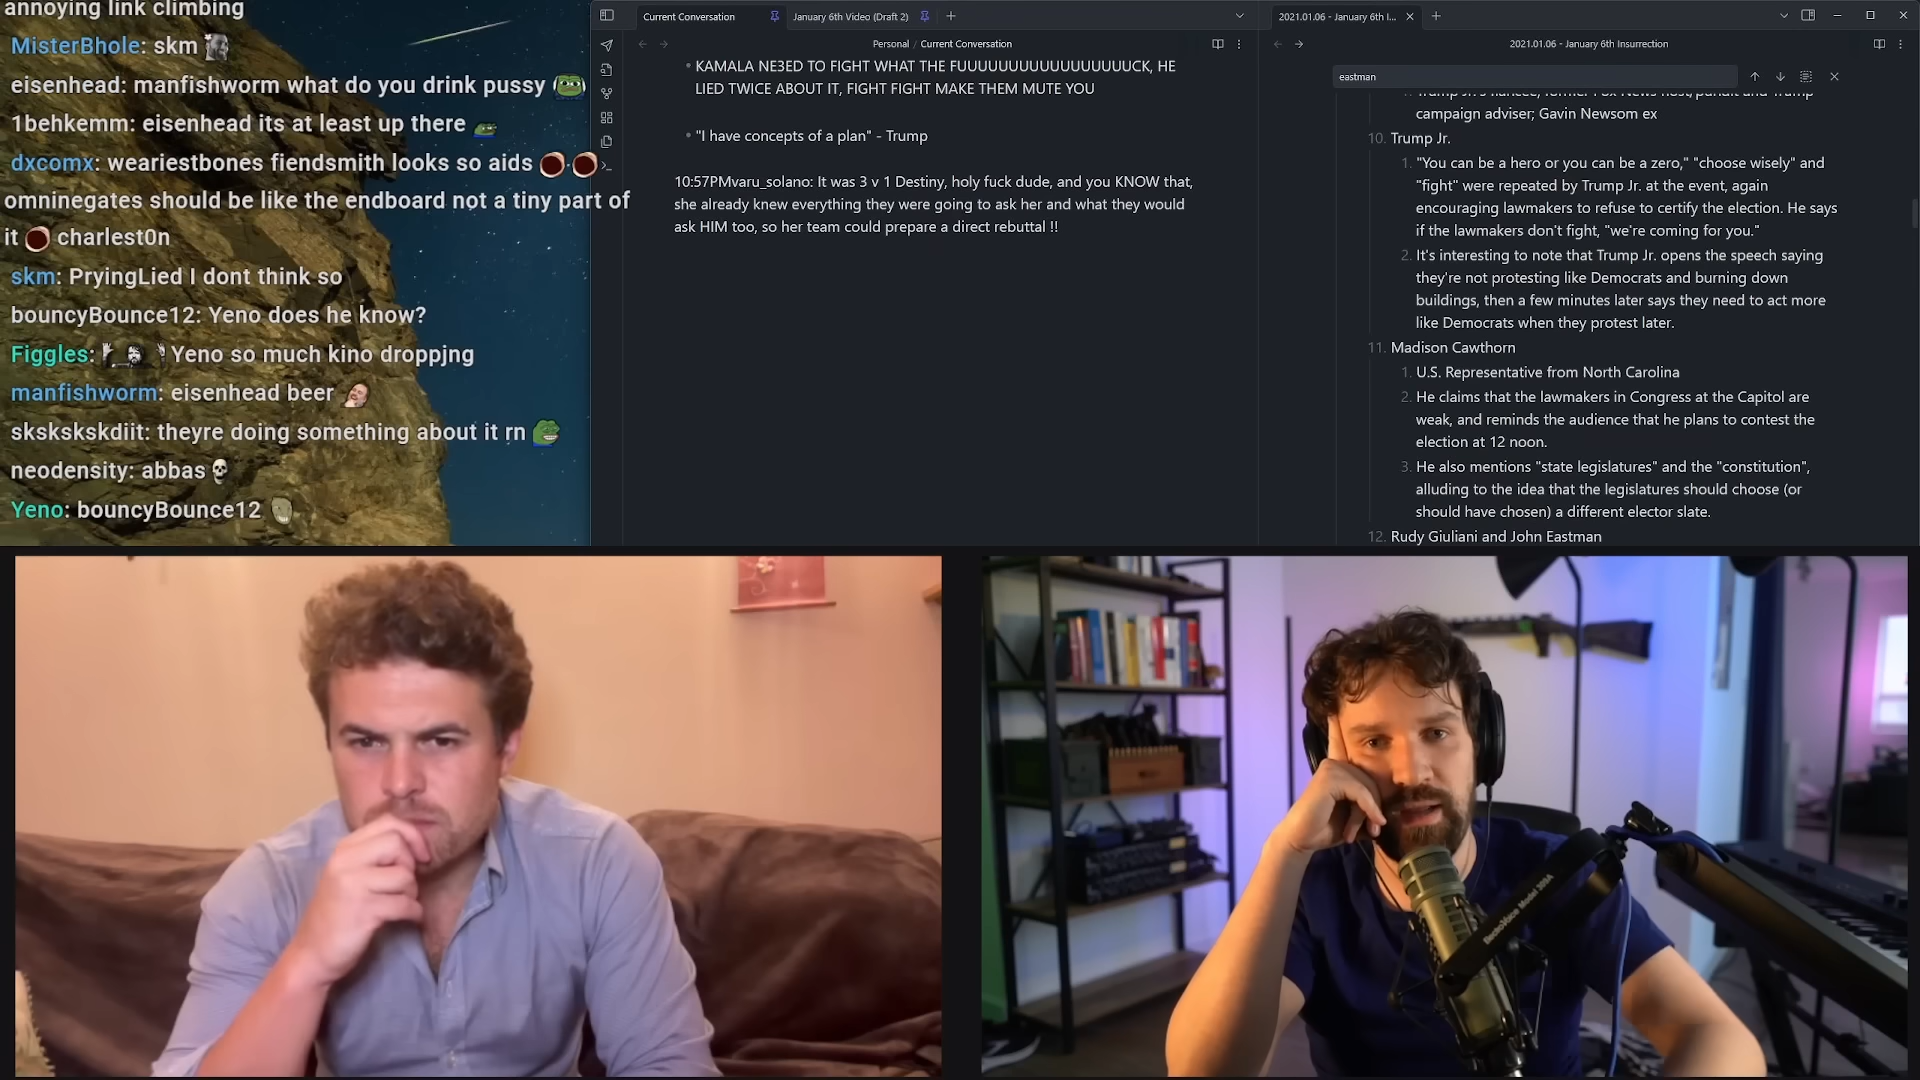 annoying link climbing
MisterBhole: skm
eisenhead: manfishworm what do you drink pussy
1behkemm: eisenhead its at least up there
dxcomx: weariestbones fiendsmith looks so aids
omninegates should be like the endboard not a tiny part of
it charlest0n
skm: PryingLied I dont think so
bouncyBounce12: Yeno does he know?
Figgles: Yeno so much kino droppjng
manfishworm: eisenhead beer
skskskskdiit: theyre doing something about it rn
neodensity: abbas
Yeno: bouncyBounce12
Current Conversation
January 6th Video (Draft 2)
Personal / Current Conversation
• KAMALA NE3ED TO FIGHT WHAT THE FUUUUUUUUUUUUUUUUUCK, HE
LIED TWICE ABOUT IT, FIGHT FIGHT MAKE THEM MUTE YOU
• "I have concepts of a plan" - Trump
10:57PMvaru_solano: It was 3 v 1 Destiny, holy fuck dude, and you KNOW that,
she already knew everything they were going to ask her and what they would
ask HIM too, so her team could prepare a direct rebuttal !!
2021.01.06 - January 6th I...
2021.01.06 - January 6th Insurrection
eastman
Trump Jr.'s fiancee, former Fox News host, pundit and Trump
campaign adviser; Gavin Newsom ex
10. Trump Jr.
1. "You can be a hero or you can be a zero," "choose wisely" and
"fight" were repeated by Trump Jr. at the event, again
encouraging lawmakers to refuse to certify the election. He says
if the lawmakers don't fight, "we're coming for you."
2. It's interesting to note that Trump Jr. opens the speech saying
they're not protesting like Democrats and burning down
buildings, then a few minutes later says they need to act more
like Democrats when they protest later.
11. Madison Cawthorn
1. U.S. Representative from North Carolina
2. He claims that the lawmakers in Congress at the Capitol are
weak, and reminds the audience that he plans to contest the
election at 12 noon.
3. He also mentions "state legislatures" and the "constitution",
alluding to the idea that the legislatures should choose (or
should have chosen) a different elector slate.
12. Rudy Giuliani and John Eastman
ElectroVoice Model 309A